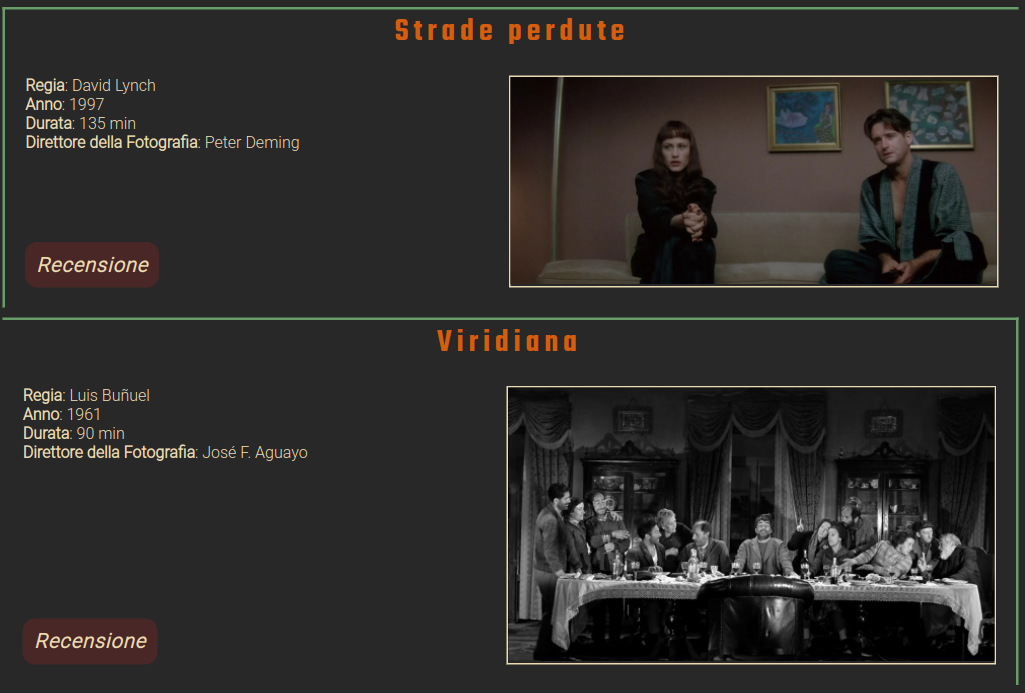 Strade perdute
Regia: David Lynch
Anno: 1997
Durata: 135 min
Direttore della Fotografia: Peter Deming
Recensione
Viridiana
Regia: Luis Buñuel
Anno: 1961
Durata: 90 min
Direttore della Fotografia: José F. Aguayo
Recensione